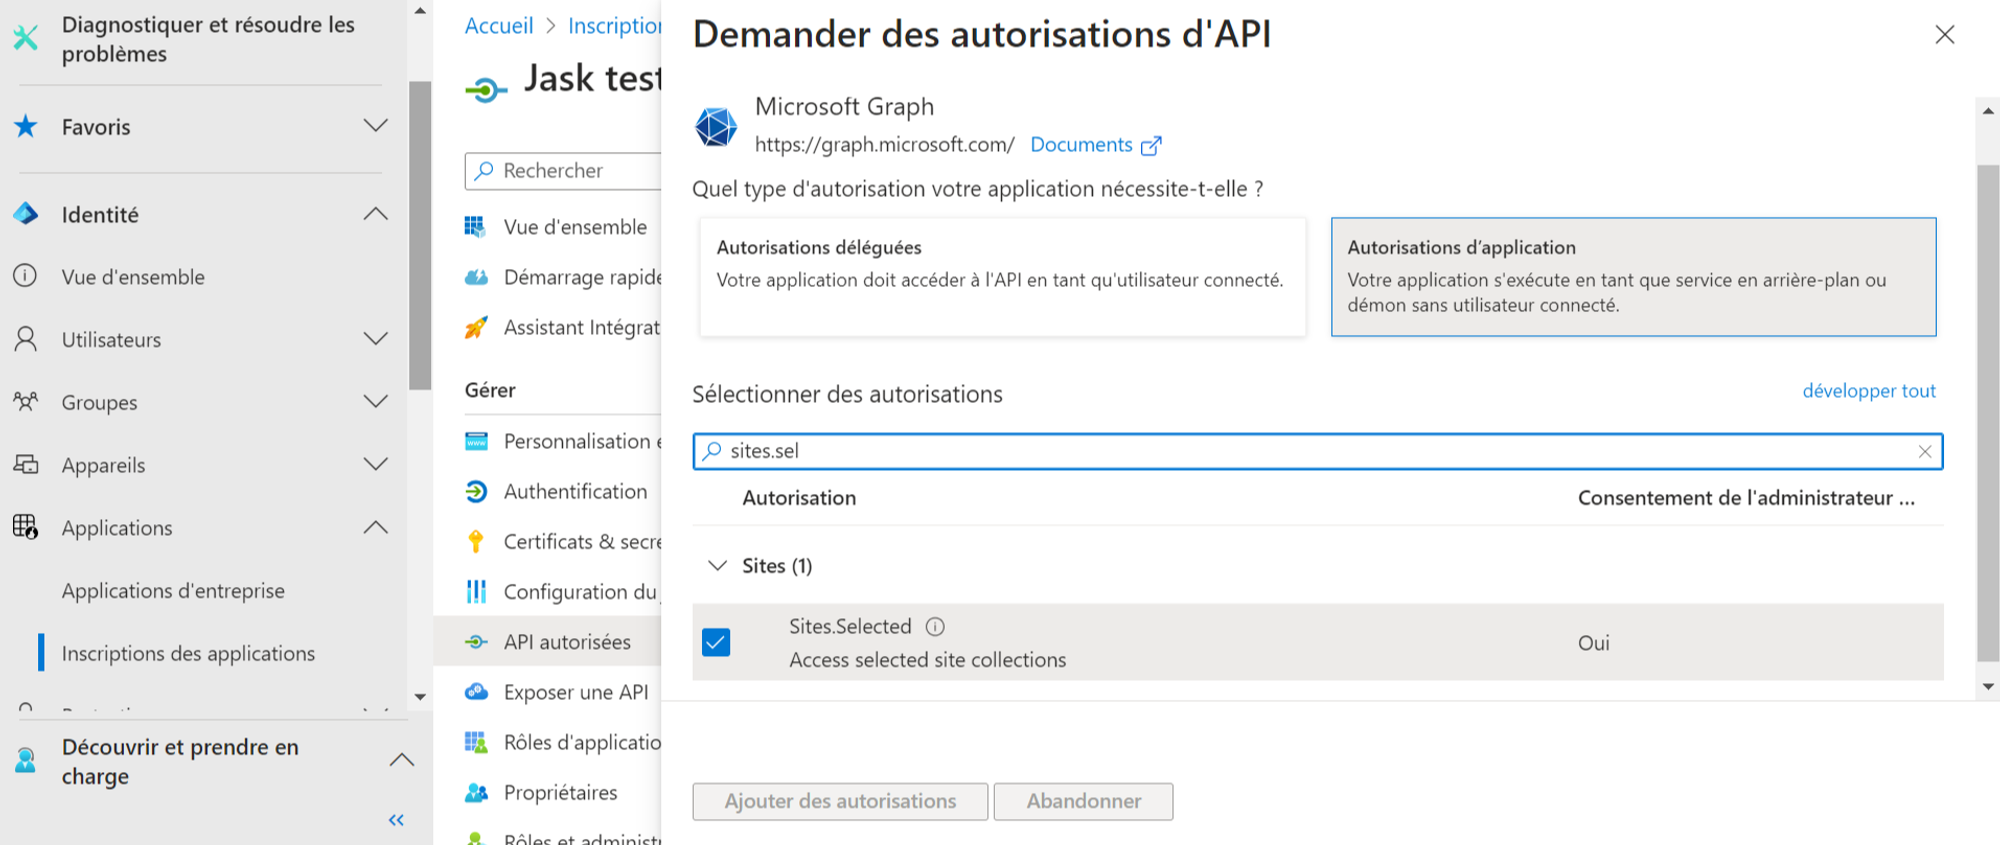 Diagnostiquer et résoudre les
problèmes
Favoris
Identité
Vue d'ensemble
Utilisateurs
Groupes
Appareils
Applications
Applications d'entreprise
Inscriptions des applications
Découvrir et prendre en
charge
Accueil
Jask test
Rechercher
Vue d'ensemble
Démarrage rapide
Assistant
Gérer
Personnalisation
Authentification
Certificats &
Configuration du
API autorisées
Exposer une API
Rôles
Propriétaires
Rôles et
Demander des autorisations d'API
Microsoft Graph
https://graph.microsoft.com/ Documents
Quel type d'autorisation votre application nécessite-t-elle ?
Autorisations déléguées
Votre application doit accéder à l'API en tant qu'utilisateur connecté.
Autorisations d’application
Votre application s'exécute en tant que service en arrière-plan ou
démon sans utilisateur connecté.
Sélectionner des autorisations
développer tout
sites.sel
Autorisation Consentement de l'administrateur ...
Sites (1)
Sites.Selected
Access selected site collections
Oui
Ajouter des autorisations Abandonner